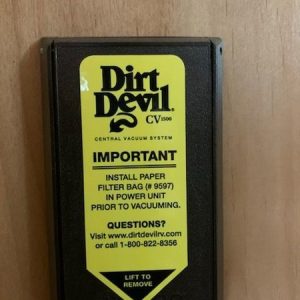 Dirt
Devil®
CV1500
CENTRAL VACUUM SYSTEM
IMPORTANT
INSTALL PAPER
FILTER BAG (# 9597)
IN POWER UNIT
PRIOR TO VACUUMING.
QUESTIONS?
Visit www.dirtdevilrv.com
or call 1-800-822-8356
LIFT TO
REMOVE